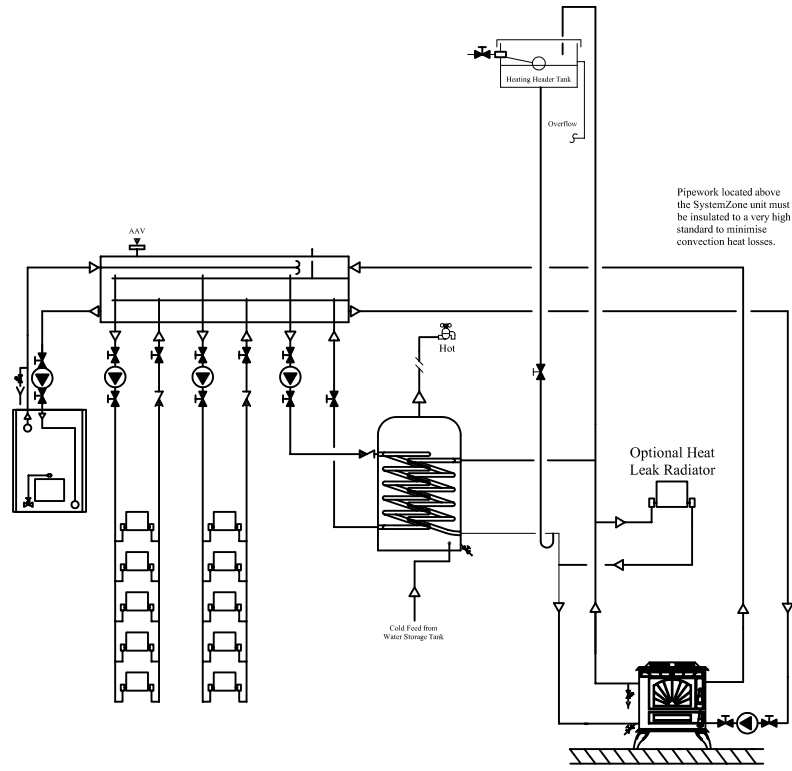 Heating Header Tank
Overflow
Pipework located above
the SystemZone unit must
be insulated to a very high
standard to minimise
convection heat losses.
AAV
Hot
Optional Heat
Leak Radiator
Cold Feed from
Water Storage Tank